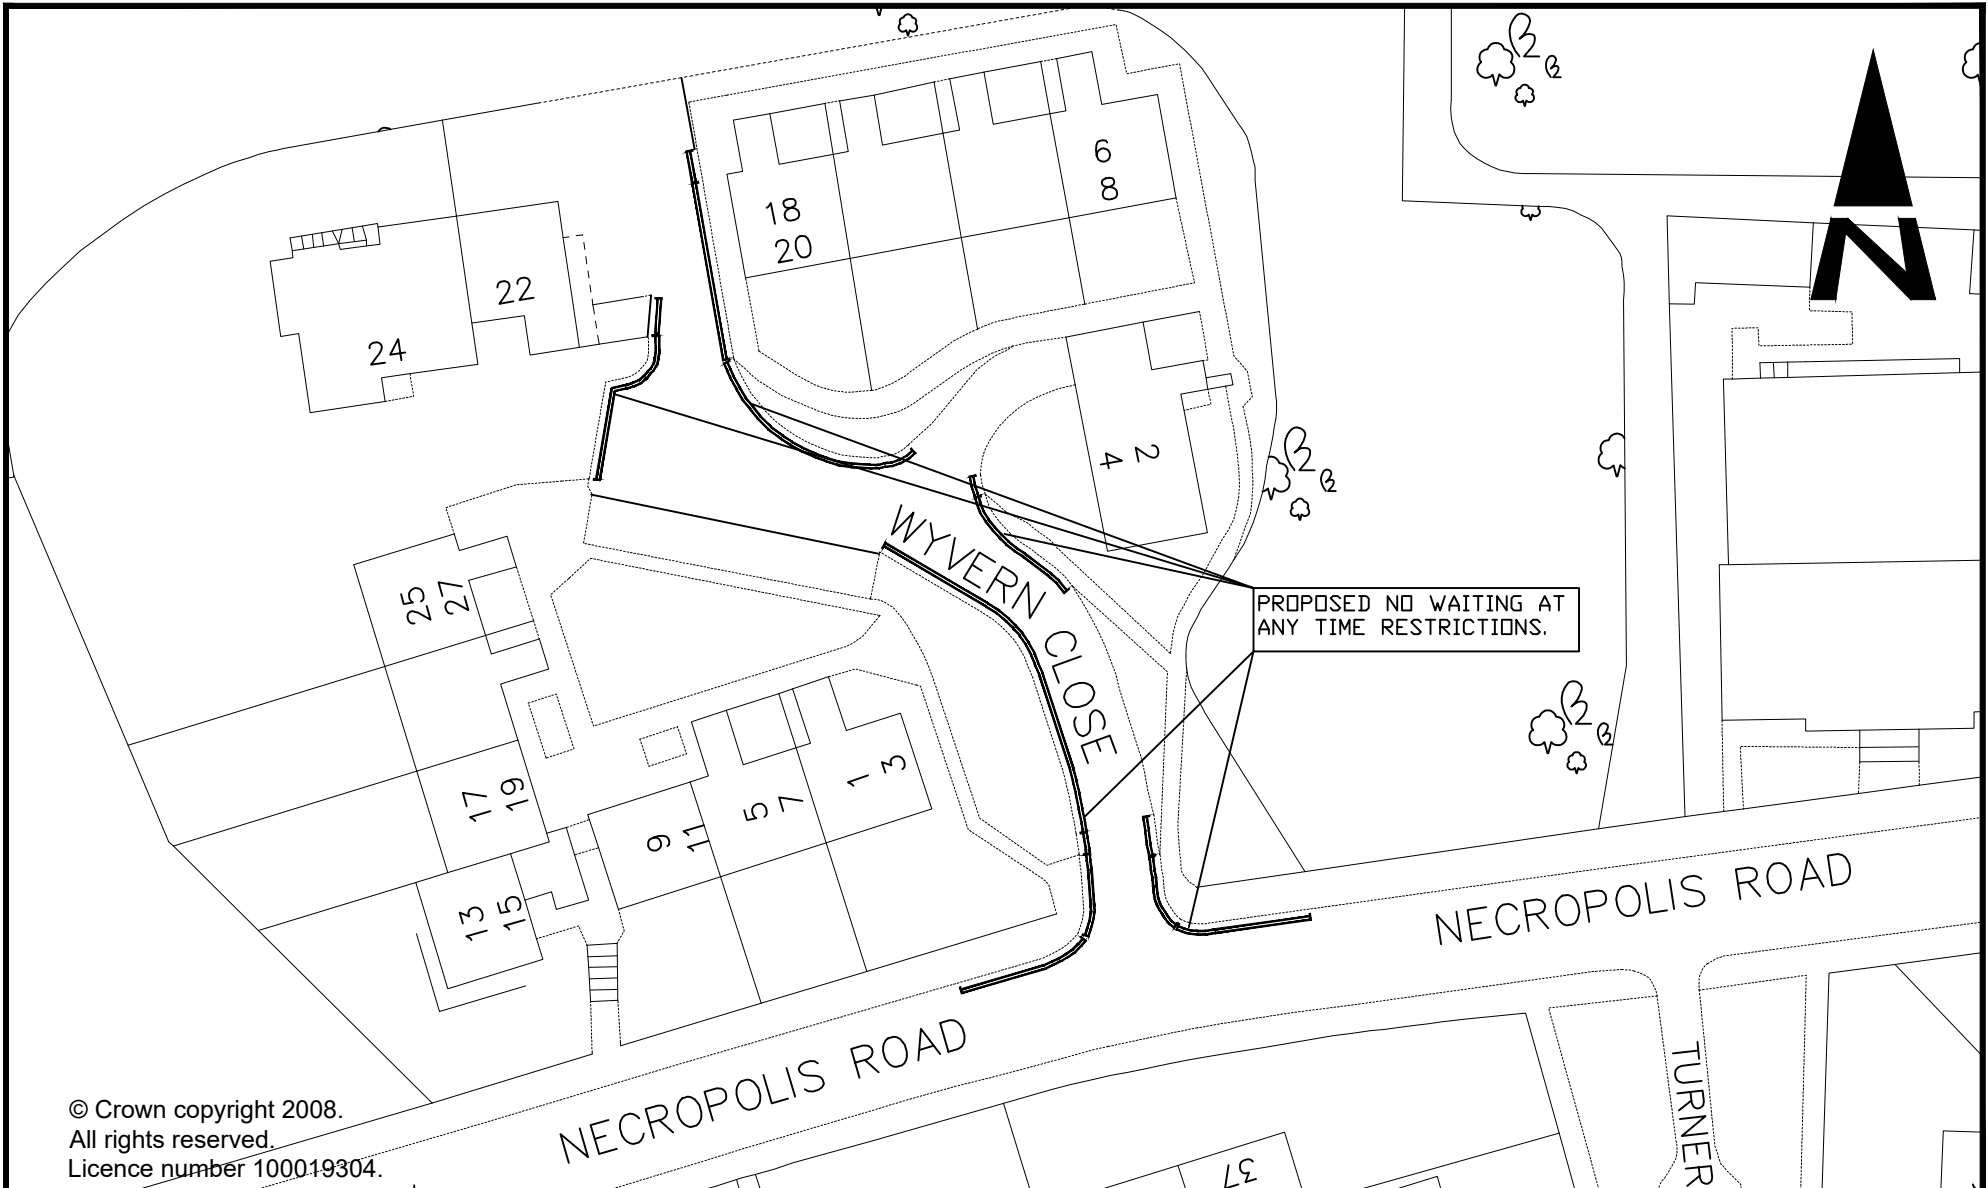 6
8
18
20
22
24
2
4
WYVERN CLOSE
PROPOSED NO WAITING AT
ANY TIME RESTRICTIONS.
25
27
17
19
1
3
5
7
9
11
13
15
NECROPOLIS ROAD
NECROPOLIS ROAD
TURNER
37
N
© Crown copyright 2008.
All rights reserved.
Licence number 100019304.